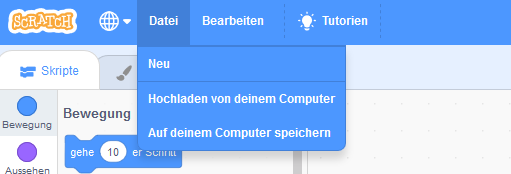 SCRATCH
Datei
Bearbeiten
Tutorien
Neu
Skripte
Hochladen von deinem Computer
Bewegung
Bewegung
Auf deinem Computer speichern
gehe 10 er Schritt
Aussehen